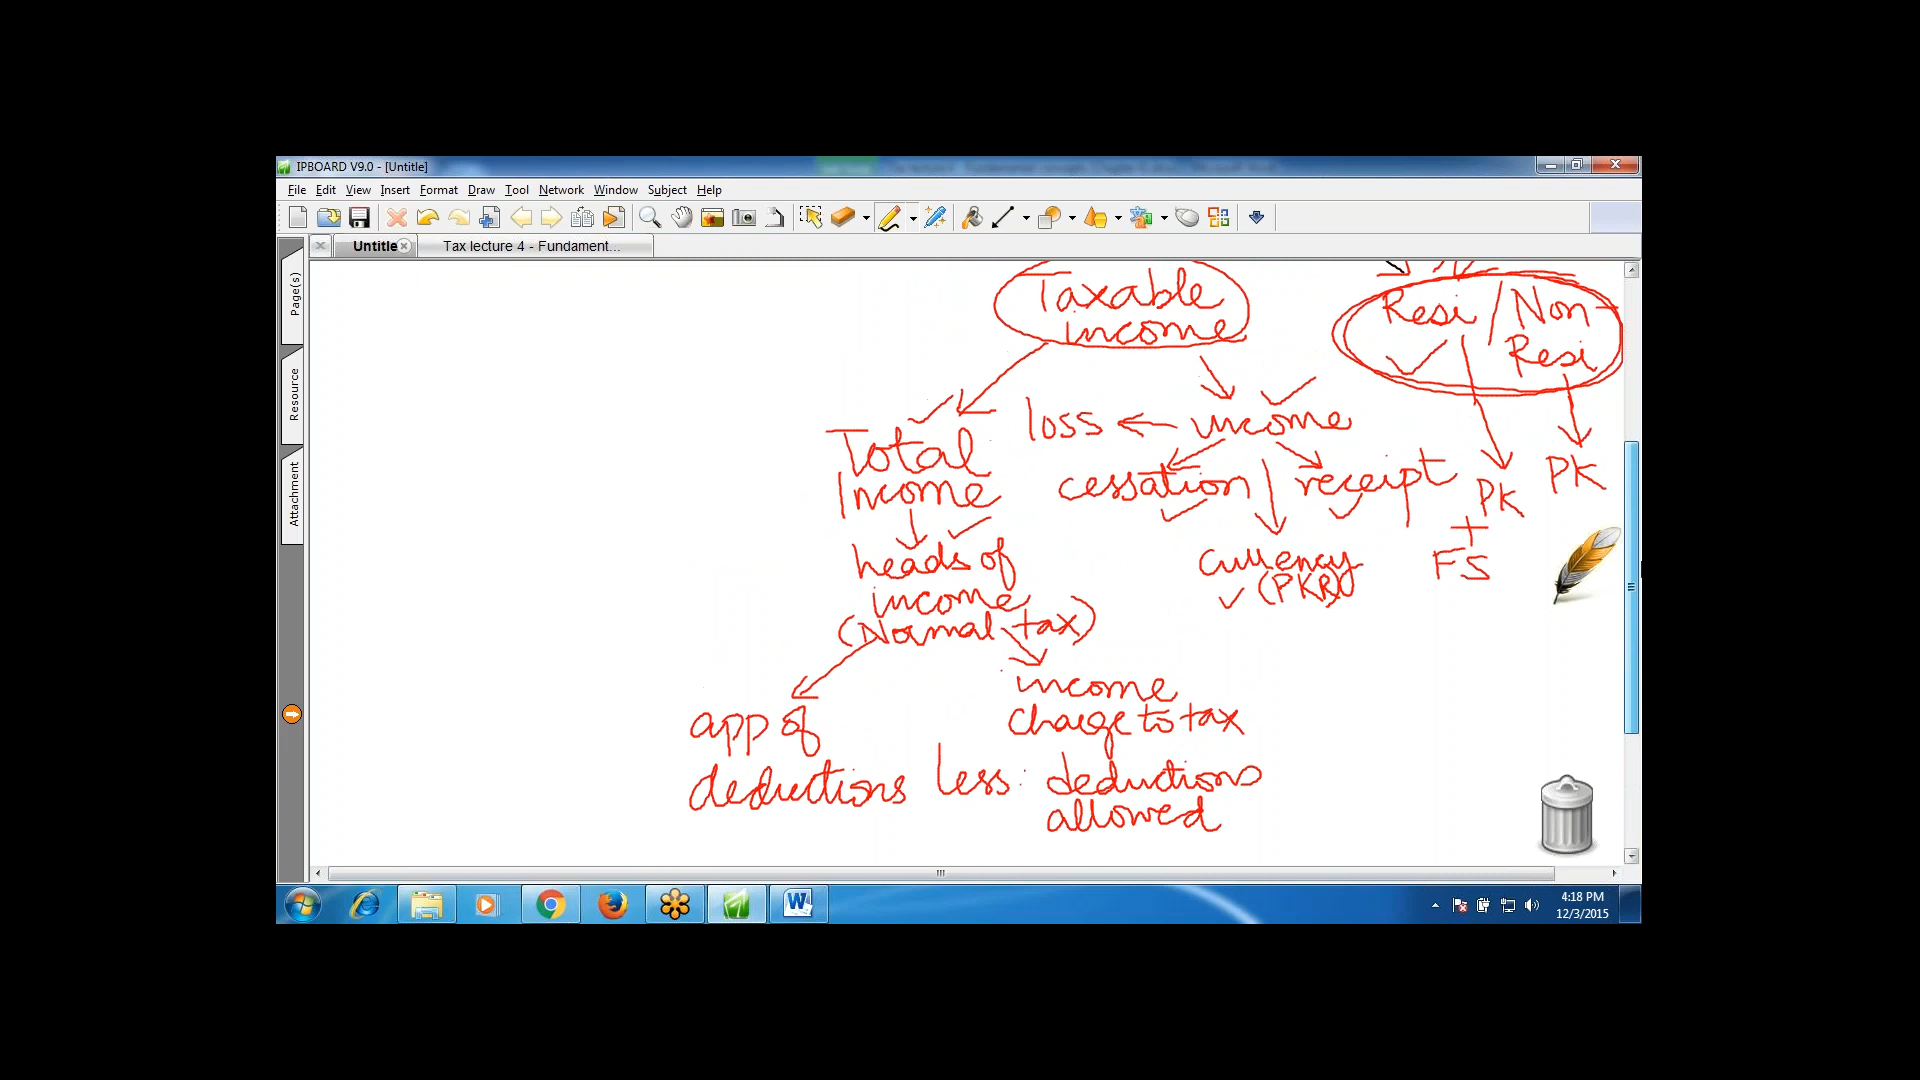 IPBOARD V9.0 - [Untitle]
File Edit View Insert Format Draw Tool Network Window Subject Help
Untitle
Tax lecture 4 - Fundament...
Page(s)
Resource
Attachment
Taxable
income
Resi / Non-
Resi
Total
Income
loss
income
cessation
receipt
PK
+
FS
PK
currency
(PKR)
heads of
income
(Normal tax)
app of
deductions
income
charge to tax
less
deductions
allowed
4:18 PM
12/3/2015